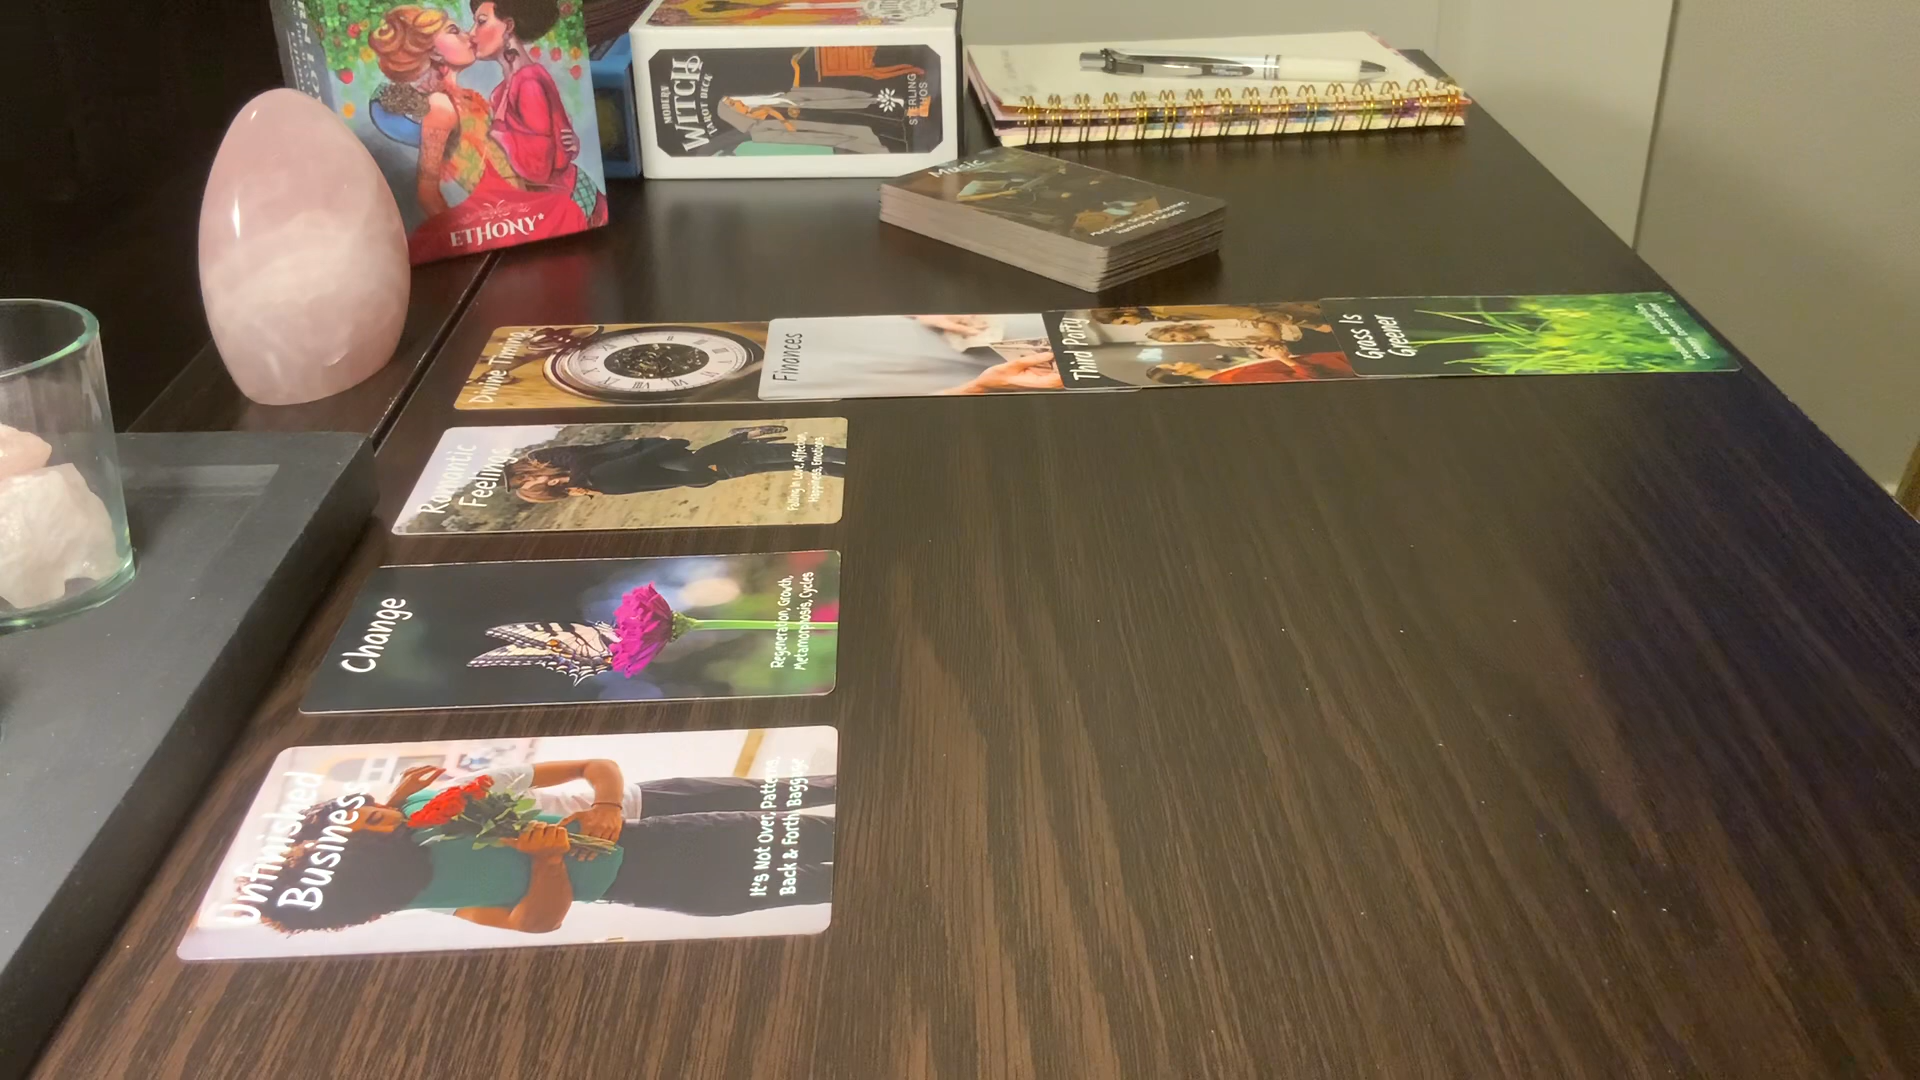 ETHONY
MODERN
WITCH
TAROT DECK
STERLING
ETHOS
Music
Divine Timing
Finances
Third Party
Grass Is
Greener
Romantic
Feelings
Falling In Love, Affection,
Happiness, Emotions
Change
Regeneration, Growth,
Metamorphosis, Cycles
Unfinished
Business
It's Not Over, Patterns,
Back & Forth, Baggage